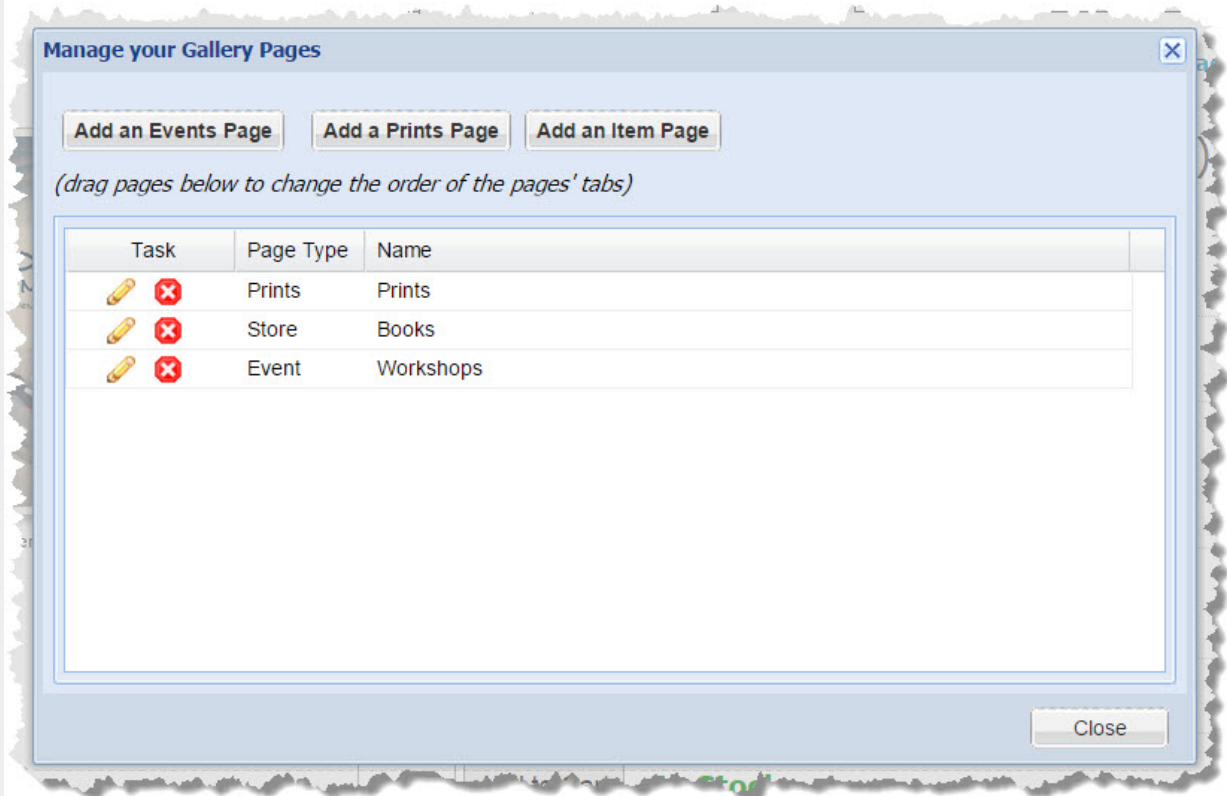 Manage your Gallery Pages
Add an Events Page Add a Prints Page Add an Item Page
(drag pages below to change the order of the pages' tabs)
Task Page Type Name
Prints Prints
Store Books
Event Workshops
Close